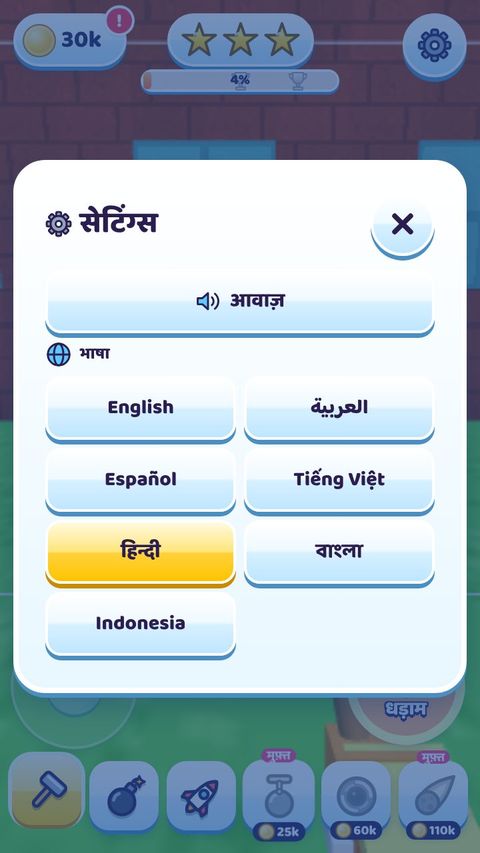 30k
!
4%
सेटिंग्स
आवाज़
भाषा
English
العربية
Español
Tiếng Việt
हिन्दी
বাংলা
Indonesia
धड़ाम
मुफ़्त
मुफ़्त
25k
60k
110k